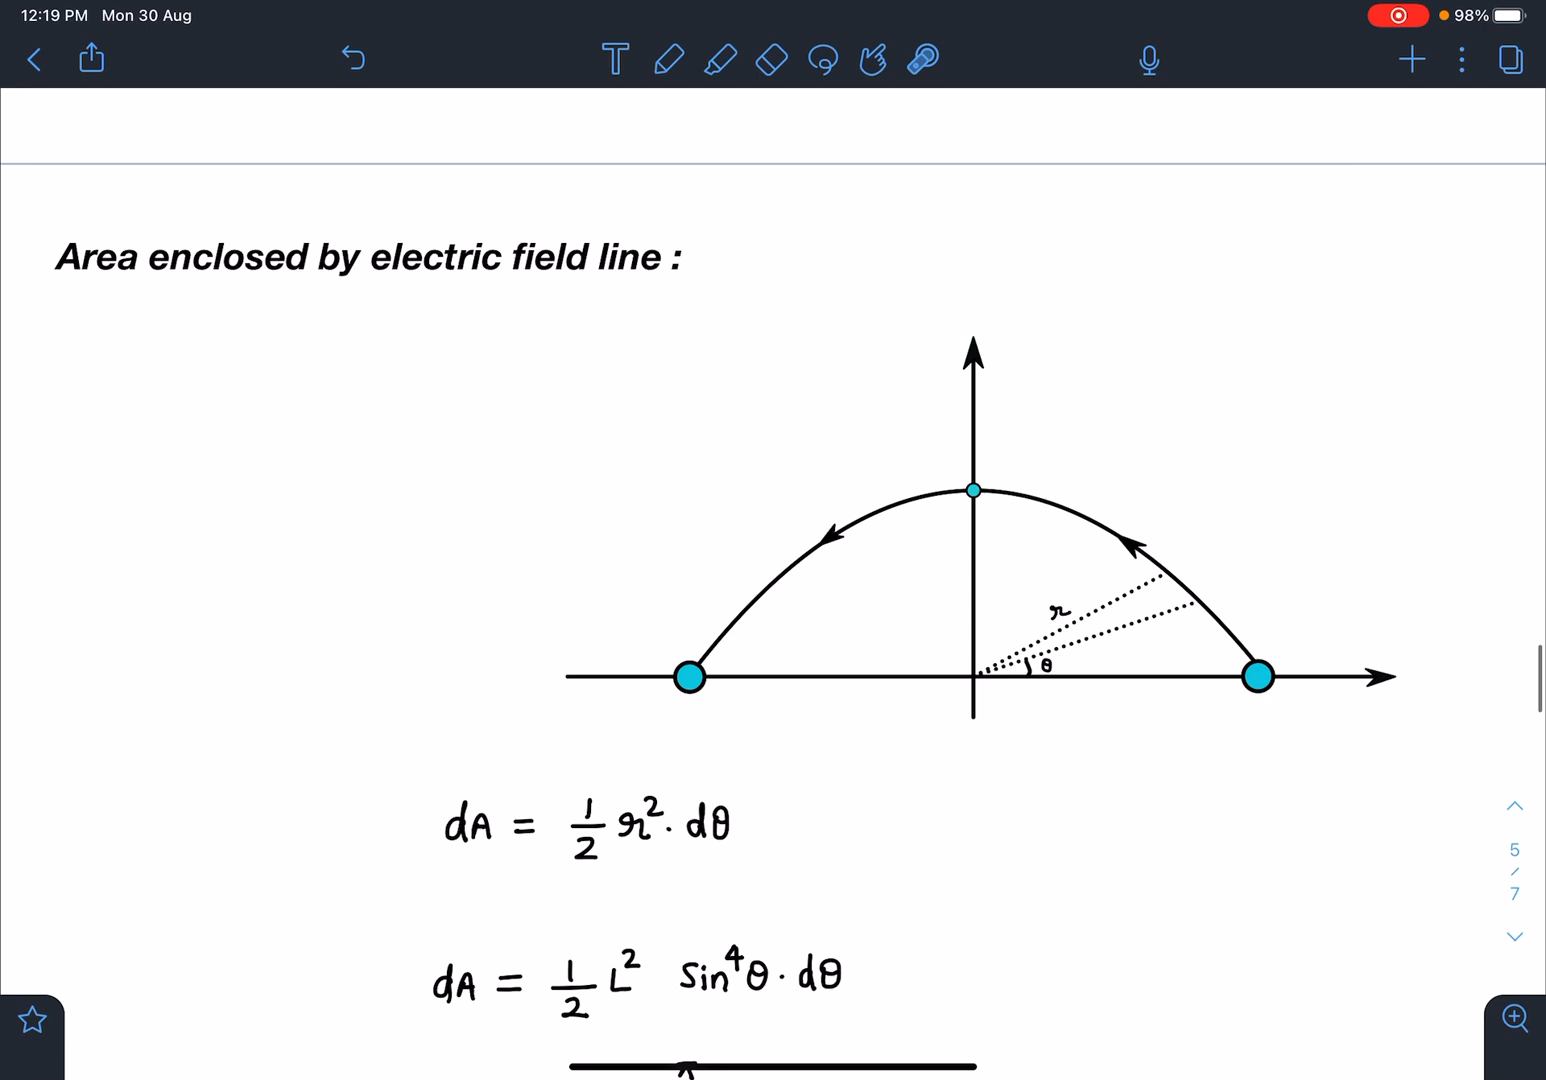 12:19 PM Mon 30 Aug
98%
T
Area enclosed by electric field line :
r
θ
dA = 1/2 r². dθ
5
/
7
dA = 1/2 L² Sin⁴θ · dθ